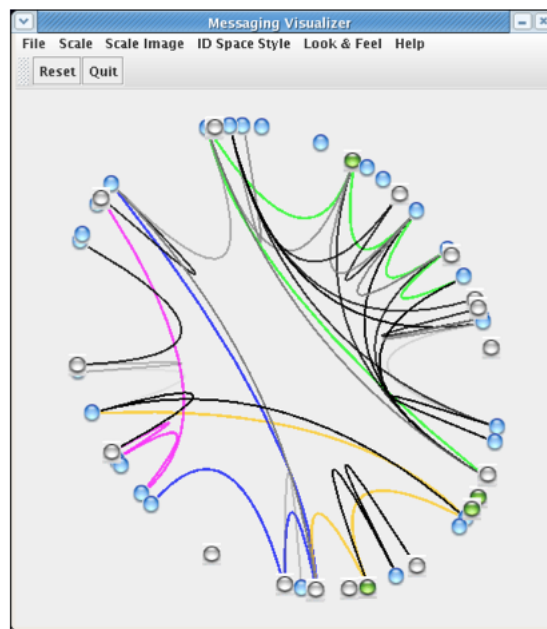 Messaging Visualizer
File Scale Scale Image ID Space Style Look & Feel Help
Reset Quit